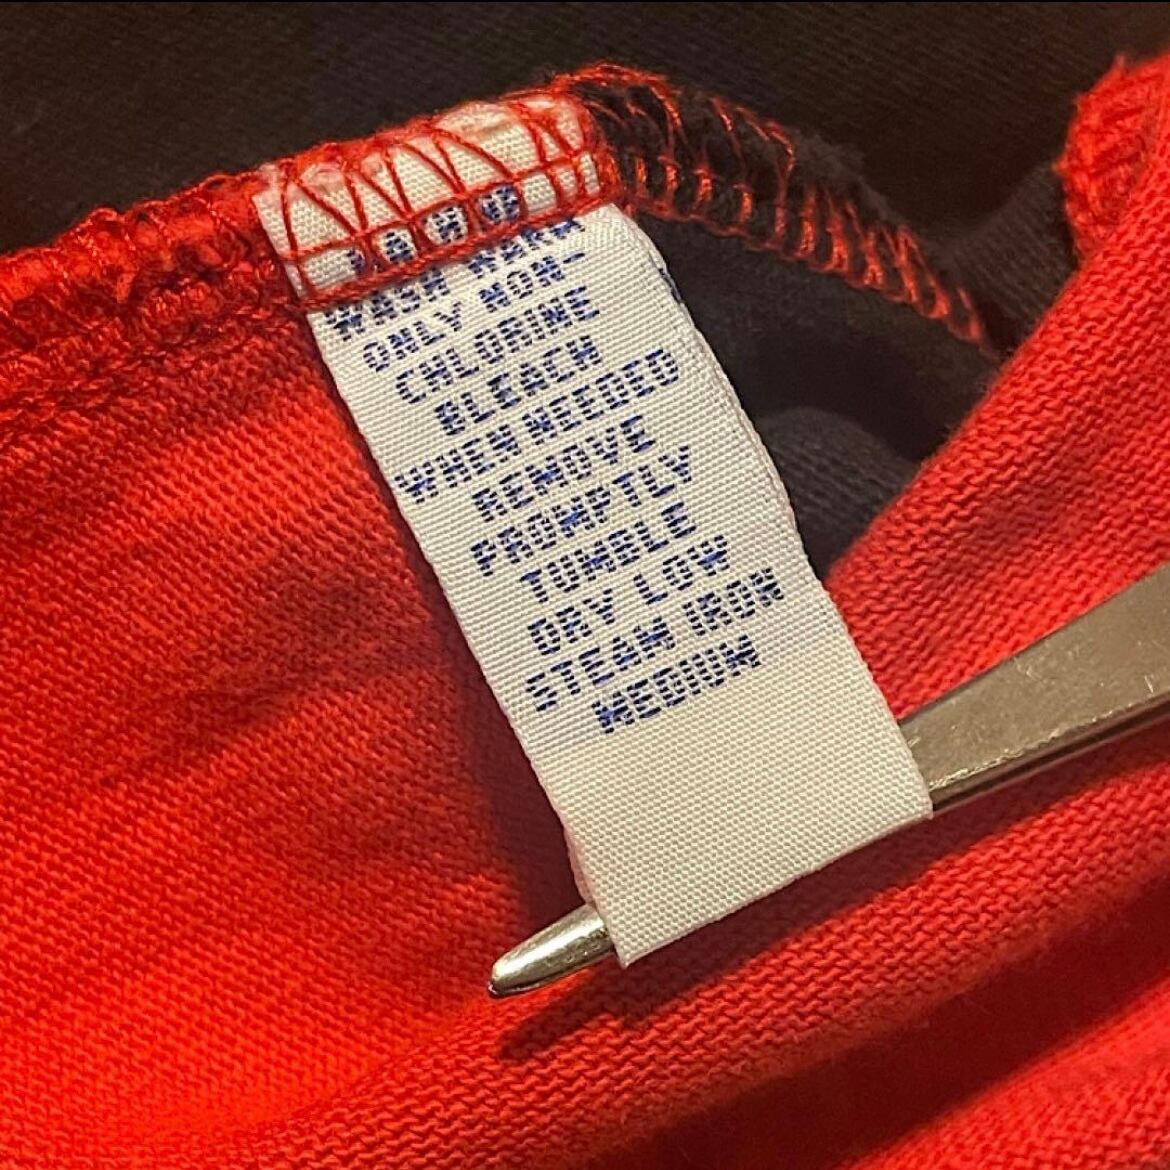 WASH WARM
ONLY NON-
CHLORINE
BLEACH
WHEN NEEDED
REMOVE
PROMPTLY
TUMBLE
DRY LOW
STEAM IRON
MEDIUM